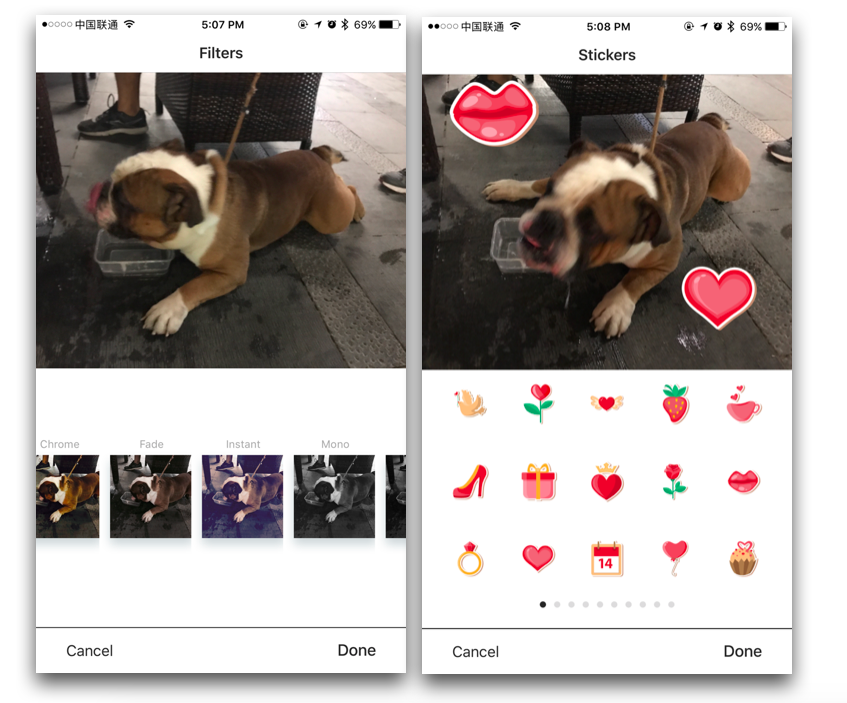 中国联通
5:07 PM
69%
Filters
Chrome
Fade
Instant
Mono
Cancel
Done
中国联通
5:08 PM
69%
Stickers
14
Cancel
Done